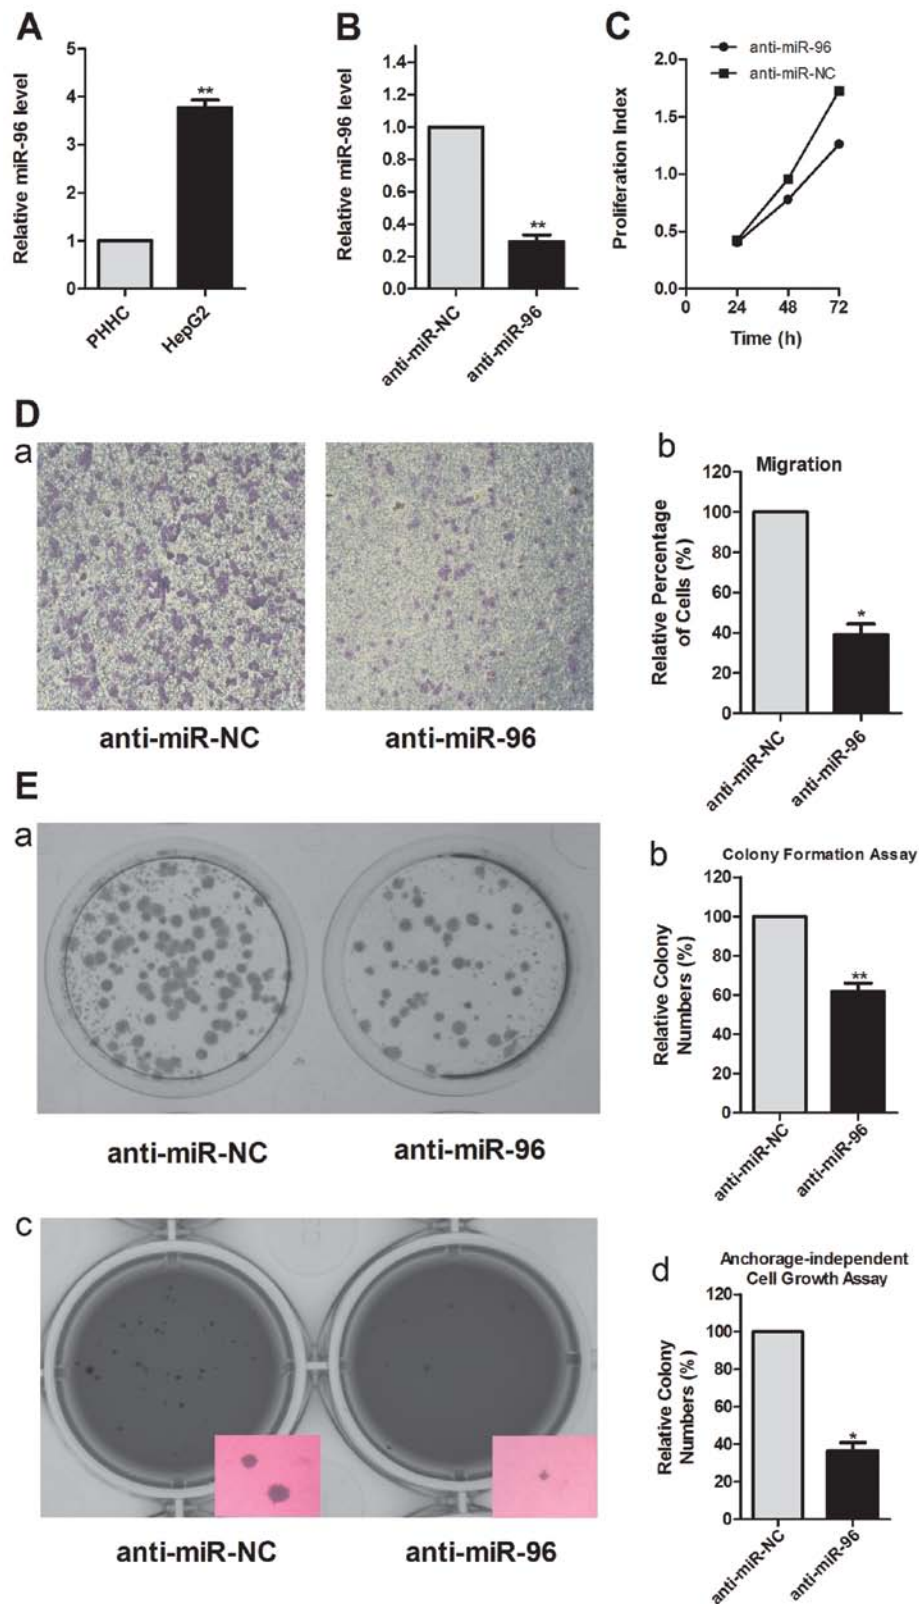 A
Relative miR-96 level
5
4
3
2
1
0
**
PHHC
HepG2
B
Relative miR-96 level
1.4
1.2
1.0
0.8
0.6
0.4
0.2
0.0
**
anti-miR-NC
anti-miR-96
C
anti-miR-96
anti-miR-NC
Proliferation Index
2.0
1.5
1.0
0.5
0.0
0 24 48 72
Time (h)
D
a
anti-miR-NC
anti-miR-96
b
Migration
Relative Percentage
of Cells (%)
120
100
80
60
40
20
0
*
anti-miR-NC
anti-miR-96
E
a
anti-miR-NC
anti-miR-96
b
Colony Formation Assay
Relative Colony
Numbers (%)
120
100
80
60
40
20
0
**
anti-miR-NC
anti-miR-96
c
anti-miR-NC
anti-miR-96
d
Anchorage-independent
Cell Growth Assay
Relative Colony
Numbers (%)
120
100
80
60
40
20
0
*
anti-miR-NC
anti-miR-96